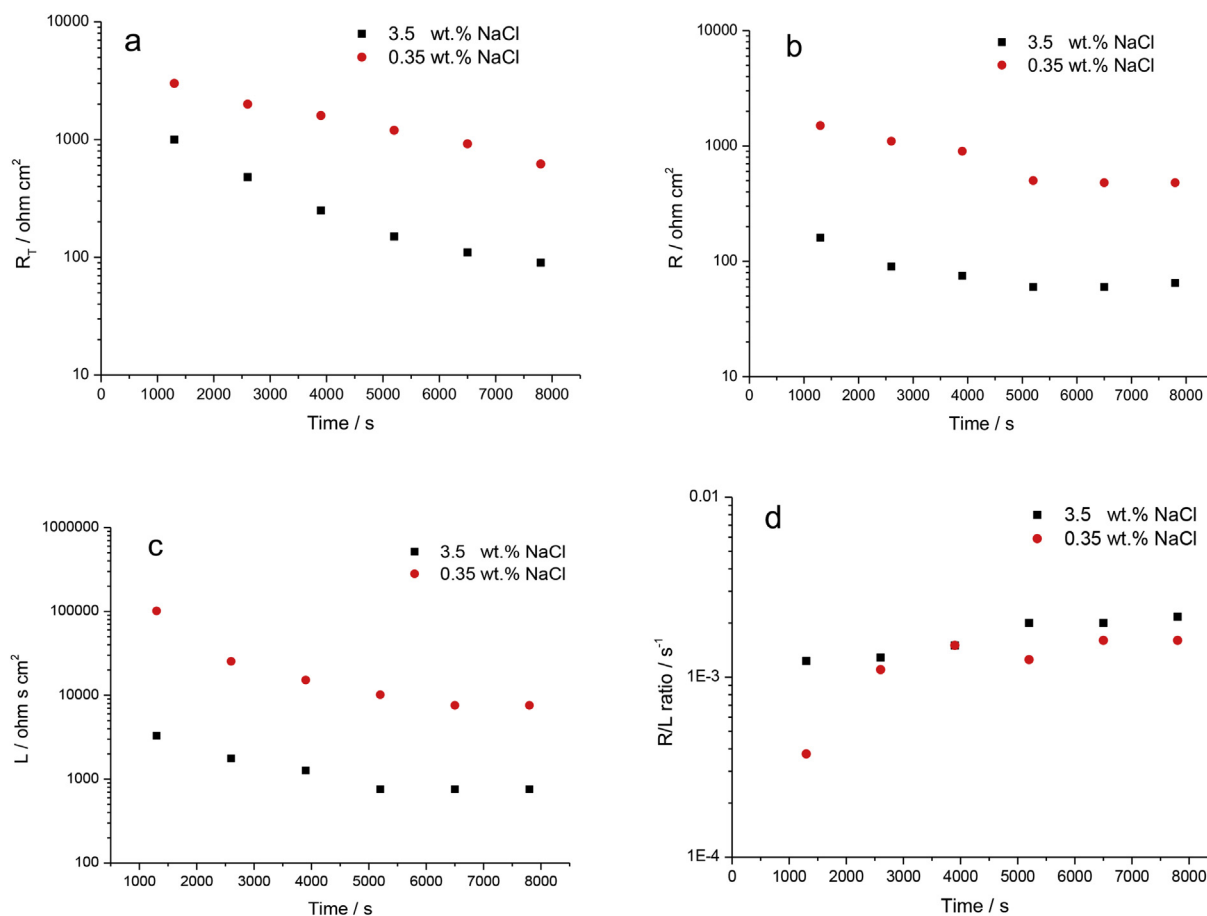 a
3.5 wt.% NaCl
0.35 wt.% NaCl
10000
1000
100
10
R_T / ohm cm²
0 1000 2000 3000 4000 5000 6000 7000 8000
Time / s
b
3.5 wt.% NaCl
0.35 wt.% NaCl
10000
1000
100
10
R / ohm cm²
0 1000 2000 3000 4000 5000 6000 7000 8000
Time / s
c
3.5 wt.% NaCl
0.35 wt.% NaCl
1000000
100000
10000
1000
100
L / ohm s cm²
1000 2000 3000 4000 5000 6000 7000 8000
Time / s
d
3.5 wt.% NaCl
0.35 wt.% NaCl
0.01
1E-3
1E-4
R/L ratio / s⁻¹
0 1000 2000 3000 4000 5000 6000 7000 8000
Time / s